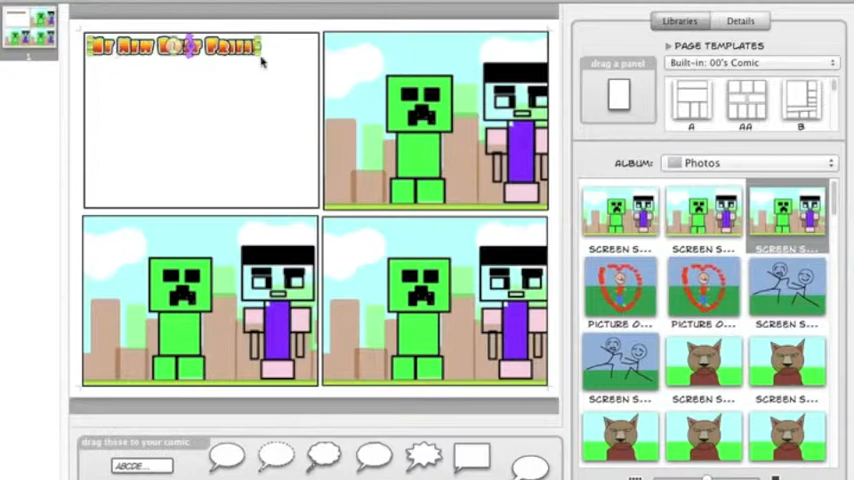 My New Best Friend
Libraries
Details
PAGE TEMPLATES
drag a panel
Built-in: 00's Comic
A
AA
B
ALBUM:
Photos
SCREEN S...
SCREEN S...
SCREEN S...
PICTURE O...
PICTURE O...
SCREEN S...
SCREEN S...
SCREEN S...
SCREEN S...
drag these to your comic
ABCDE...
1